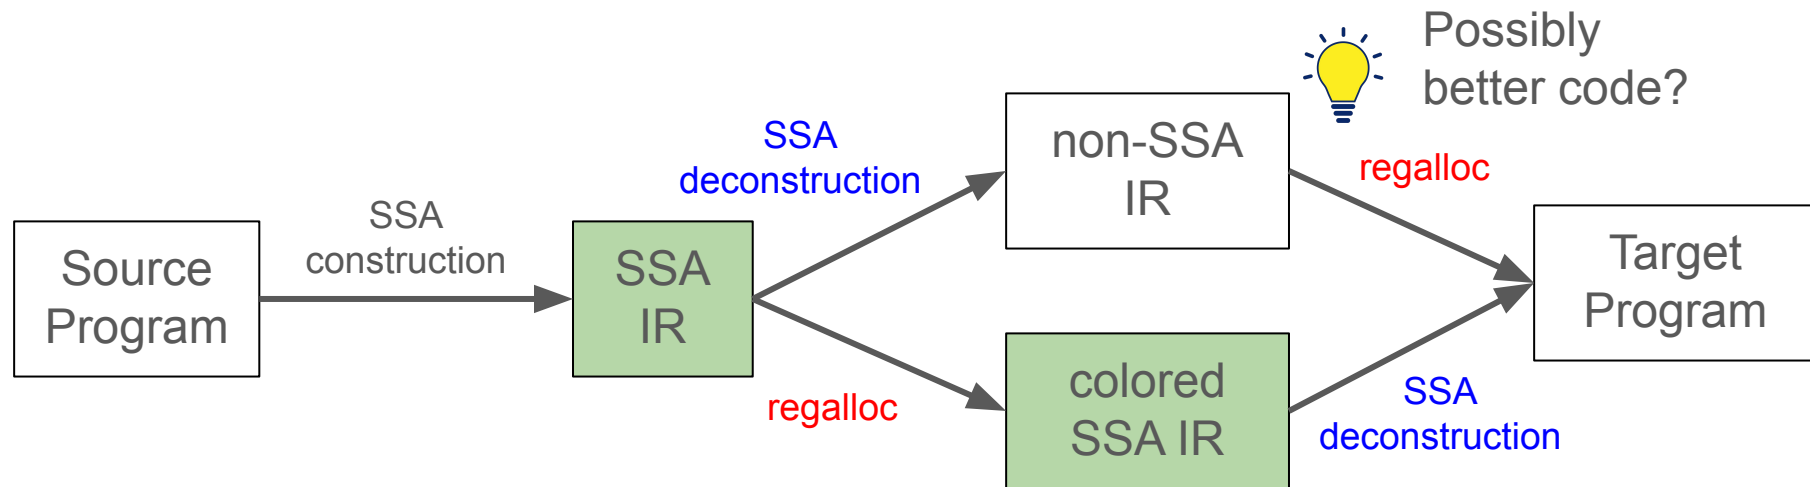 Possibly
better code?
SSA
deconstruction
non-SSA
IR
regalloc
SSA
construction
Source
Program
SSA
IR
Target
Program
regalloc
colored
SSA IR
SSA
deconstruction